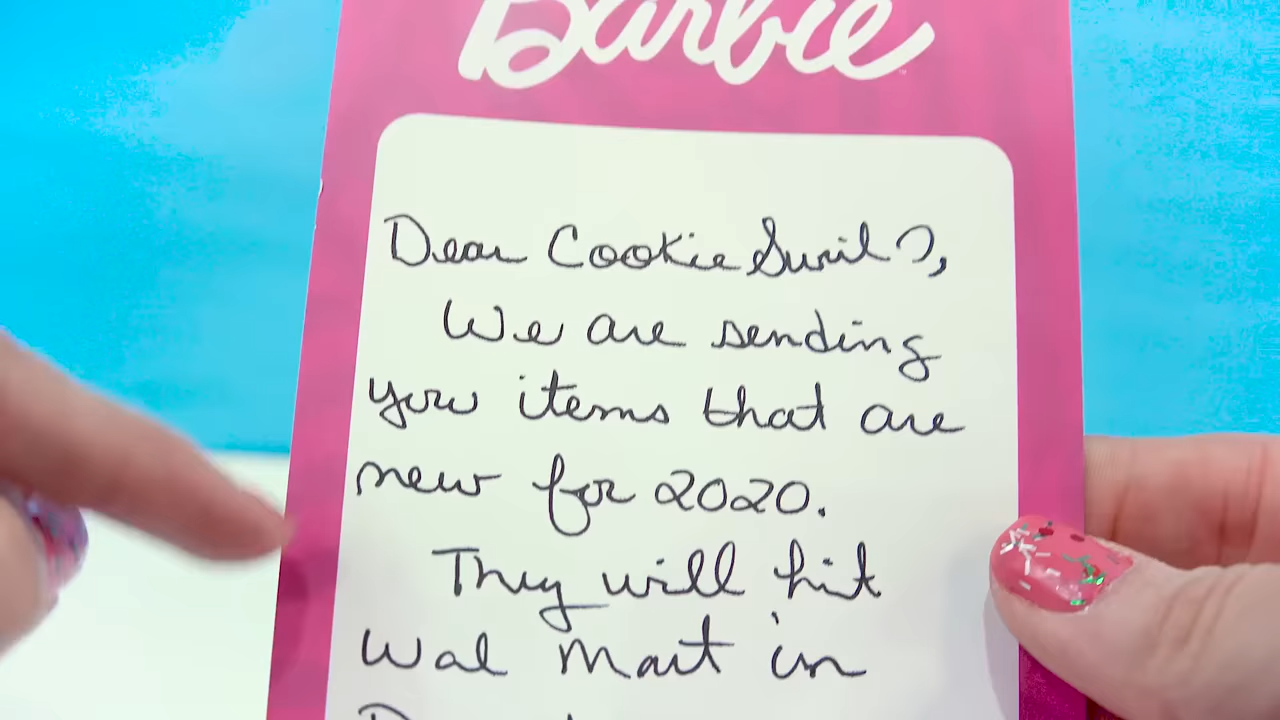 Barbie
Dear Cookie Swirl C,
We are sending
you items that are
new for 2020.
They will hit
Wal Mart in